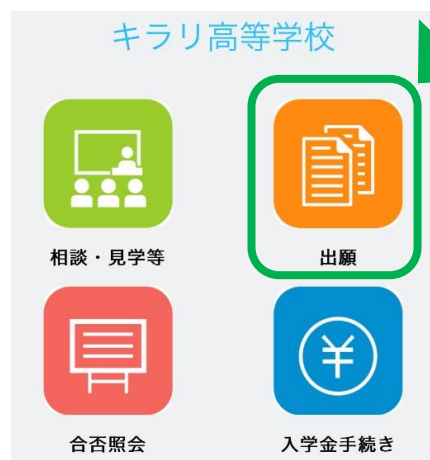 キラリ高等学校
相談・見学等
出願
合否照会
入学金手続き